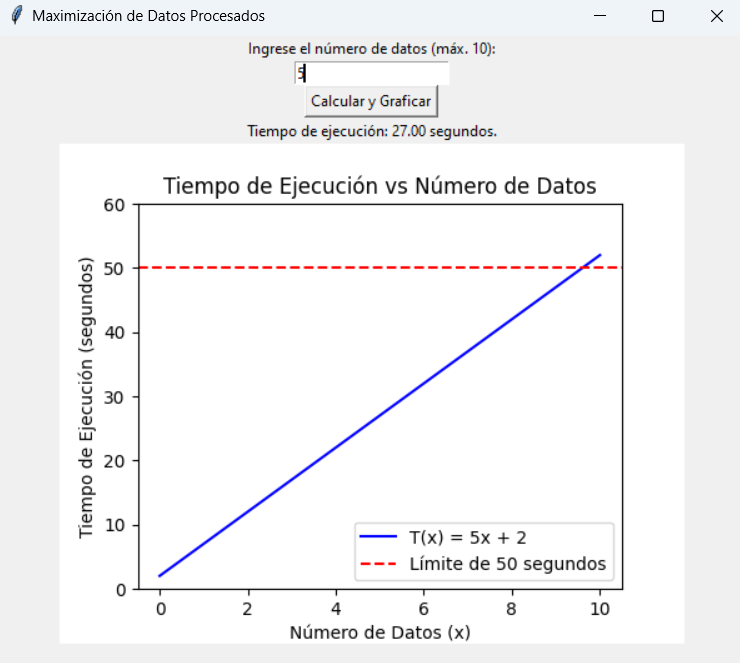 Maximización de Datos Procesados
Ingrese el número de datos (máx. 10):
5
Calcular y Graficar
Tiempo de ejecución: 27.00 segundos.
Tiempo de Ejecución vs Número de Datos
60
50
40
30
20
10
0
Tiempo de Ejecución (segundos)
T(x) = 5x + 2
Límite de 50 segundos
0 2 4 6 8 10
Número de Datos (x)